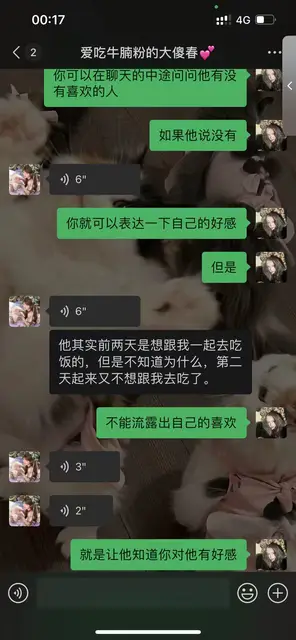 00:17
4G
2
爱吃牛腩粉的大傻春💕
你可以在聊天的中途问问他有没
有喜欢的人
如果他说没有
6"
你就可以表达一下自己的好感
但是
6"
他其实前两天是想跟我一起去吃
饭的，但是不知道为什么，第二
天起来又不想跟我去吃了。
不能流露出自己的喜欢
3"
2"
就是让他知道你对他有好感